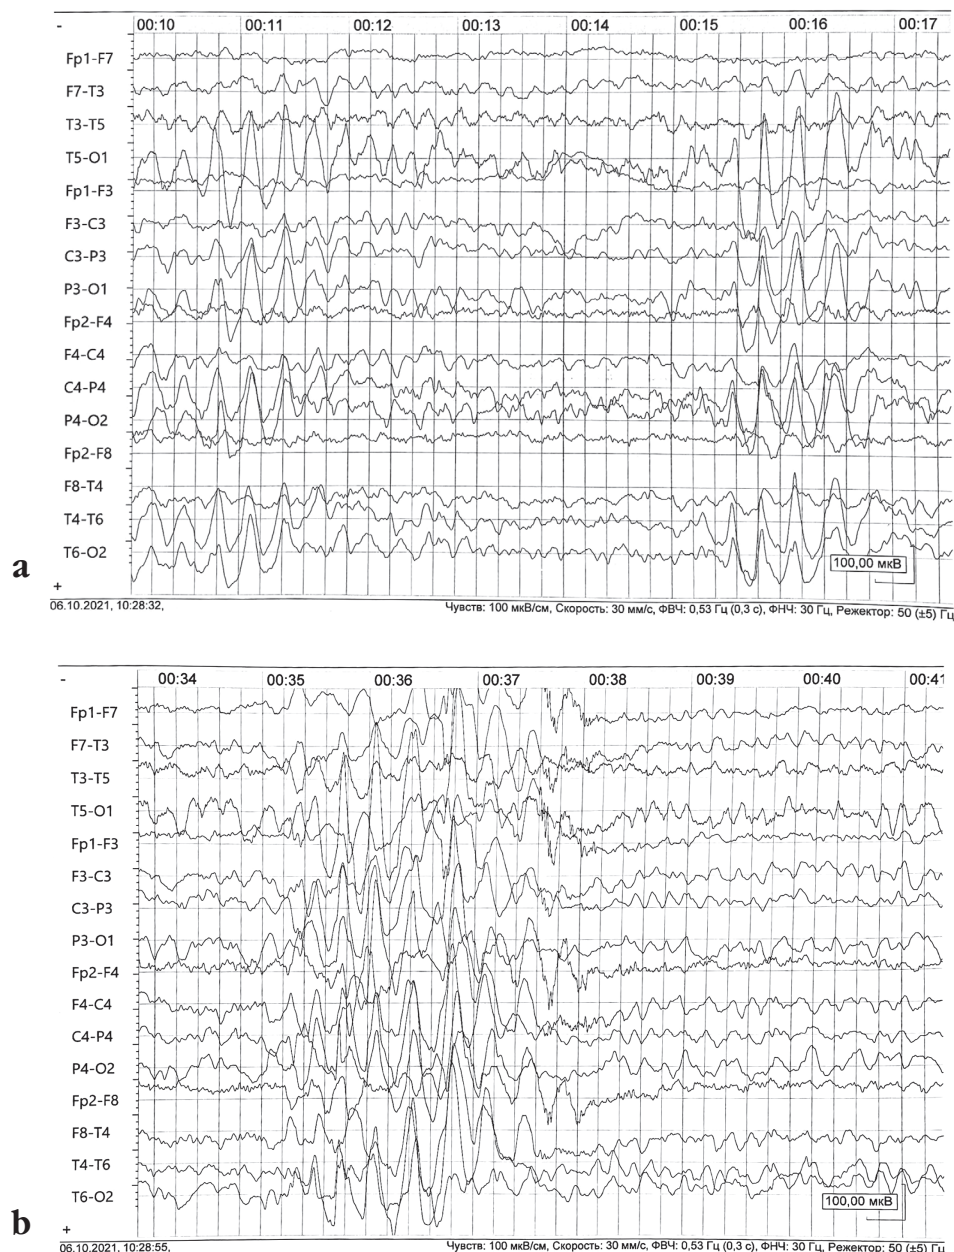 - 00:10 00:11 00:12 00:13 00:14 00:15 00:16 00:17
Fp1-F7
F7-T3
T3-T5
T5-O1
Fp1-F3
F3-C3
C3-P3
P3-O1
Fp2-F4
F4-C4
C4-P4
P4-O2
Fp2-F8
F8-T4
T4-T6
T6-O2
100,00 мкВ
a
+
06.10.2021, 10:28:32, Чувств: 100 мкВ/см, Скорость: 30 мм/с, ФВЧ: 0,53 Гц (0,3 с), ФНЧ: 30 Гц, Режектор: 50 (±5) Гц
- 00:34 00:35 00:36 00:37 00:38 00:39 00:40 00:41
Fp1-F7
F7-T3
T3-T5
T5-O1
Fp1-F3
F3-C3
C3-P3
P3-O1
Fp2-F4
F4-C4
C4-P4
P4-O2
Fp2-F8
F8-T4
T4-T6
T6-O2
100,00 мкВ
b
+
06.10.2021, 10:28:55, Чувств: 100 мкВ/см, Скорость: 30 мм/с, ФВЧ: 0,53 Гц (0,3 с), ФНЧ: 30 Гц, Режектор: 50 (±5) Гц